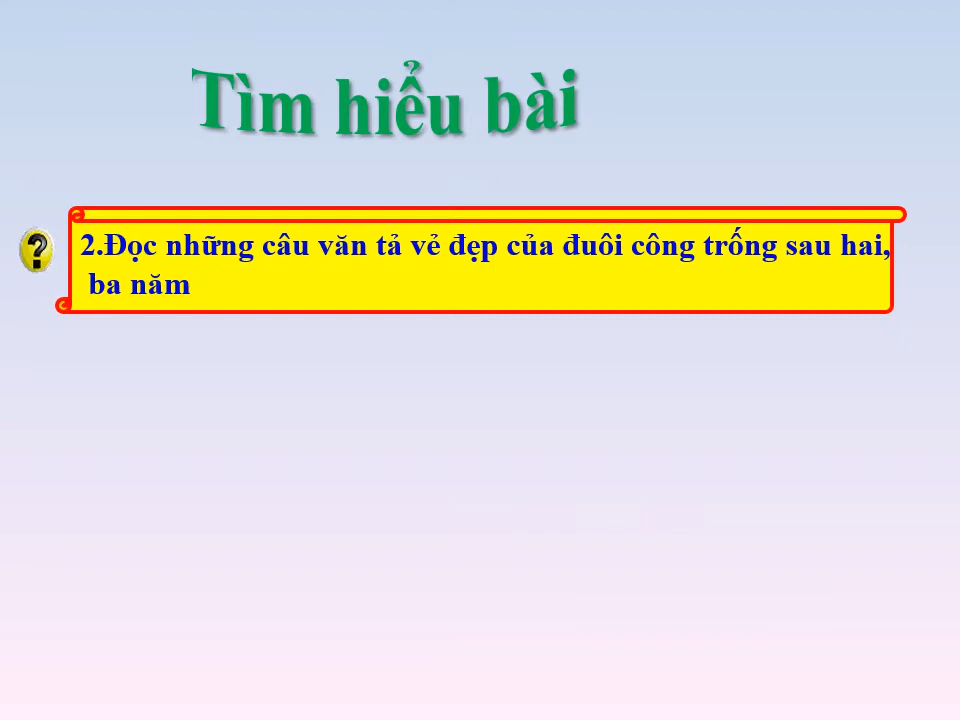 Tìm hiểu bài
?
2.Đọc những câu văn tả vẻ đẹp của đuôi công trống sau hai,
ba năm